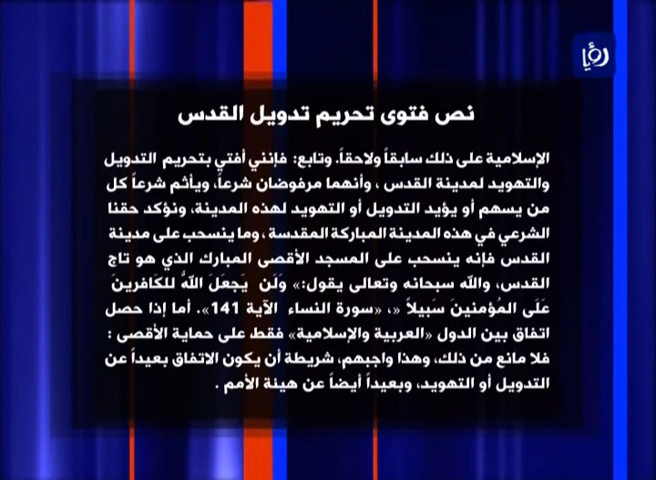 رؤيا
نص فتوى تحريم تدويل القدس
الإسلامية على ذلك سابقاً ولاحقاً. وتابع: فإنني أفتي بتحريم التدويل
والتهويد لمدينة القدس ، وأنهما مرفوضان شرعاً، ويأثم شرعاً كل
من يسهم أو يؤيد التدويل أو التهويد لهذه المدينة، ونؤكد حقنا
الشرعي في هذه المدينة المباركة المقدسة ، وما ينسحب على مدينة
القدس فإنه ينسحب على المسجد الأقصى المبارك الذي هو تاج
القدس، والله سبحانه وتعالى يقول:» وَلَن يَجعَلَ اللهُ للكَافرينَ
عَلَى المُؤمنينَ سَبيلاً «، «سورة النساء الآية 141». أما إذا حصل
اتفاق بين الدول «العربية والإسلامية» فقط على حماية الأقصى :
فلا مانع من ذلك، وهذا واجبهم، شريطة أن يكون الاتفاق بعيداً عن
التدويل أو التهويد، وبعيداً أيضاً عن هيئة الأمم .